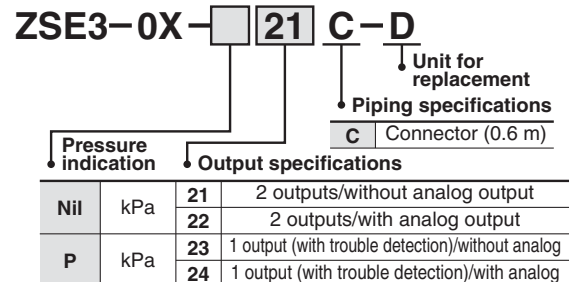 ZSE3-0X- 21 C-D
Unit for
replacement
Piping specifications
C Connector (0.6 m)
Pressure
indication
Output specifications
Nil kPa 21 2 outputs/without analog output
22 2 outputs/with analog output
P kPa 23 1 output (with trouble detection)/without analog
24 1 output (with trouble detection)/with analog